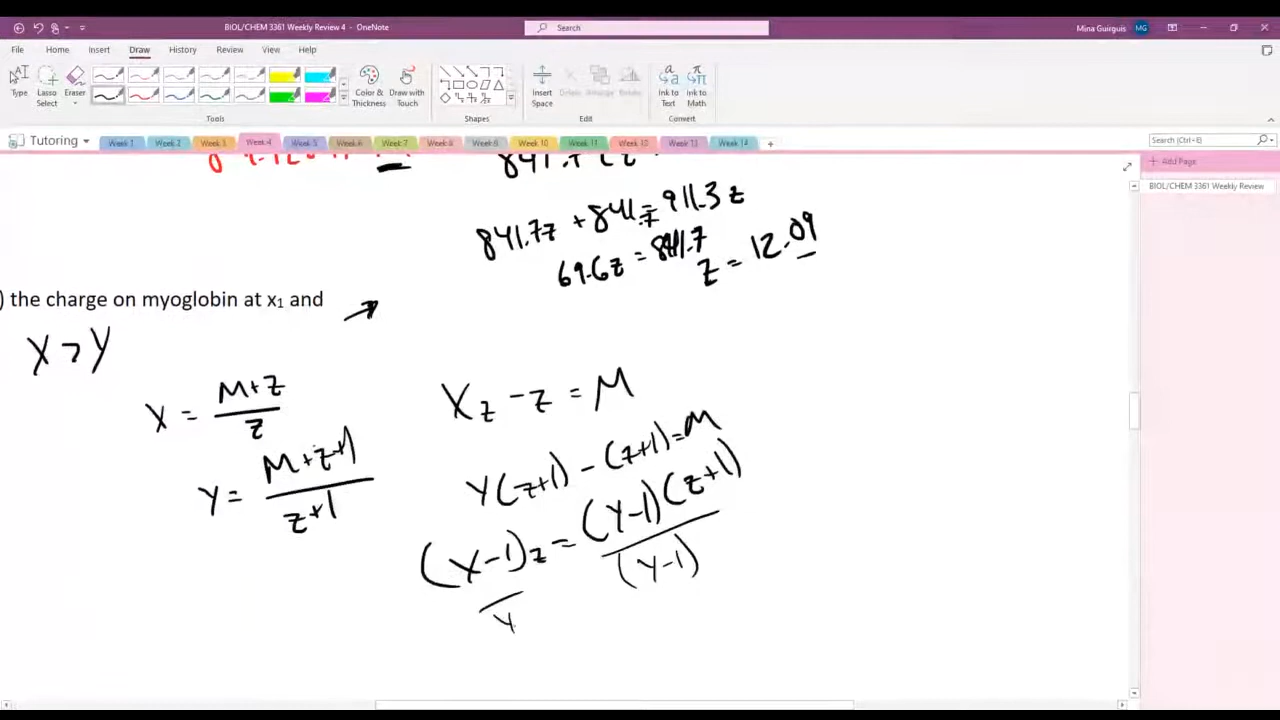 BIOL/CHEM 3361 Weekly Review 4 - OneNote
Search
Mina Guirguis MG
File Home Insert Draw History Review View Help
Type Lasso Select Eraser Color & Thickness Draw with Touch Shapes Insert Space Delete Arrange Rotate Ink to Text Ink to Math
Tools Edit Convert
Tutoring Week 1 Week 2 Week 3 Week 4 Week 5 Week 6 Week 7 Week 8 Week 9 Week 10 Week 11 Week 13 Week 14 +
Search (Ctrl+E)
+ Add Page
BIOL/CHEM 3361 Weekly Review
841.7z + 841.7 = 911.3 z
69.6z = 841.7
z = 12.09
) the charge on myoglobin at x₁ and
X > Y
X = M+z / z
Xz - z = M
Y = M+z+1 / z+1
Y(z+1) - (z+1) = M
(X-1)z = (Y-1)(z+1)
Y
(Y-1)